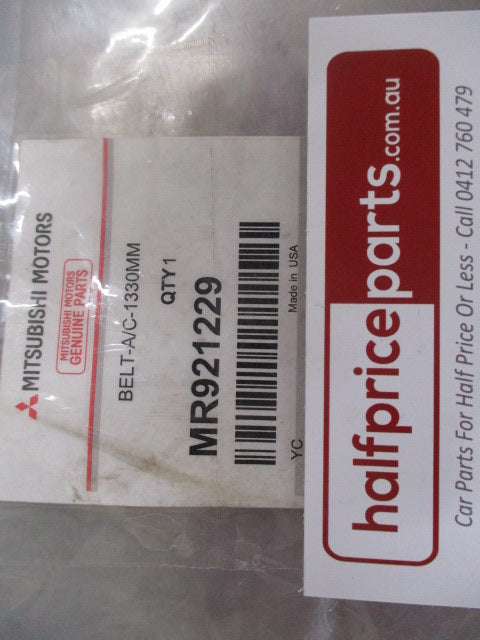 MITSUBISHI MOTORS
MITSUBISHI MOTORS
GENUINE PARTS
BELT-A/C-1330MM
QTY1
MR921229
YC
Made in USA
halfpriceparts.com.au
Car Parts For Half Price Or Less - Call 0412 760 479